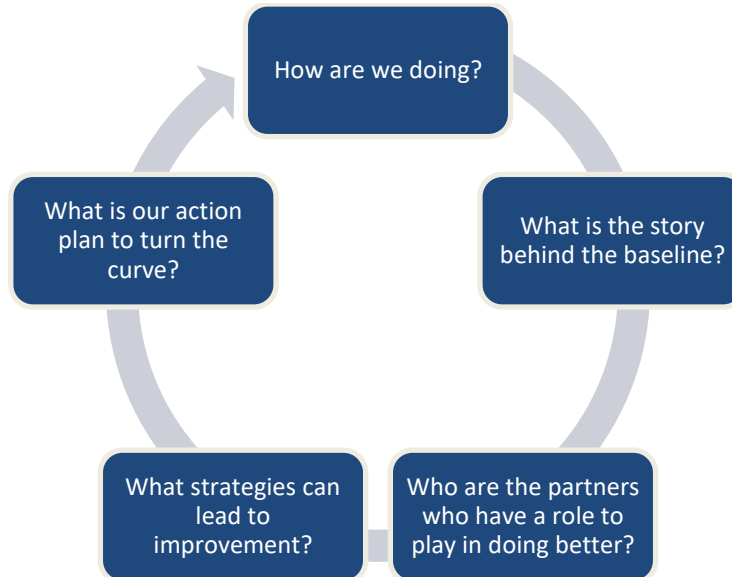 How are we doing?
What is the story
behind the baseline?
Who are the partners
who have a role to
play in doing better?
What strategies can
lead to
improvement?
What is our action
plan to turn the
curve?